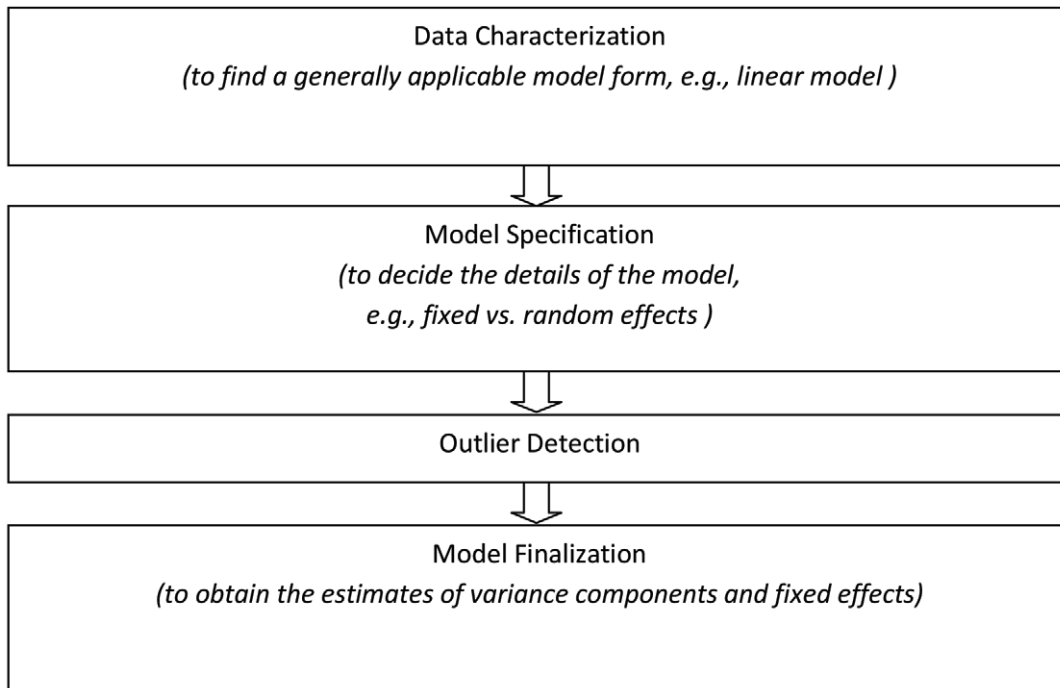 Data Characterization
(to find a generally applicable model form, e.g., linear model )
Model Specification
(to decide the details of the model,
e.g., fixed vs. random effects )
Outlier Detection
Model Finalization
(to obtain the estimates of variance components and fixed effects)